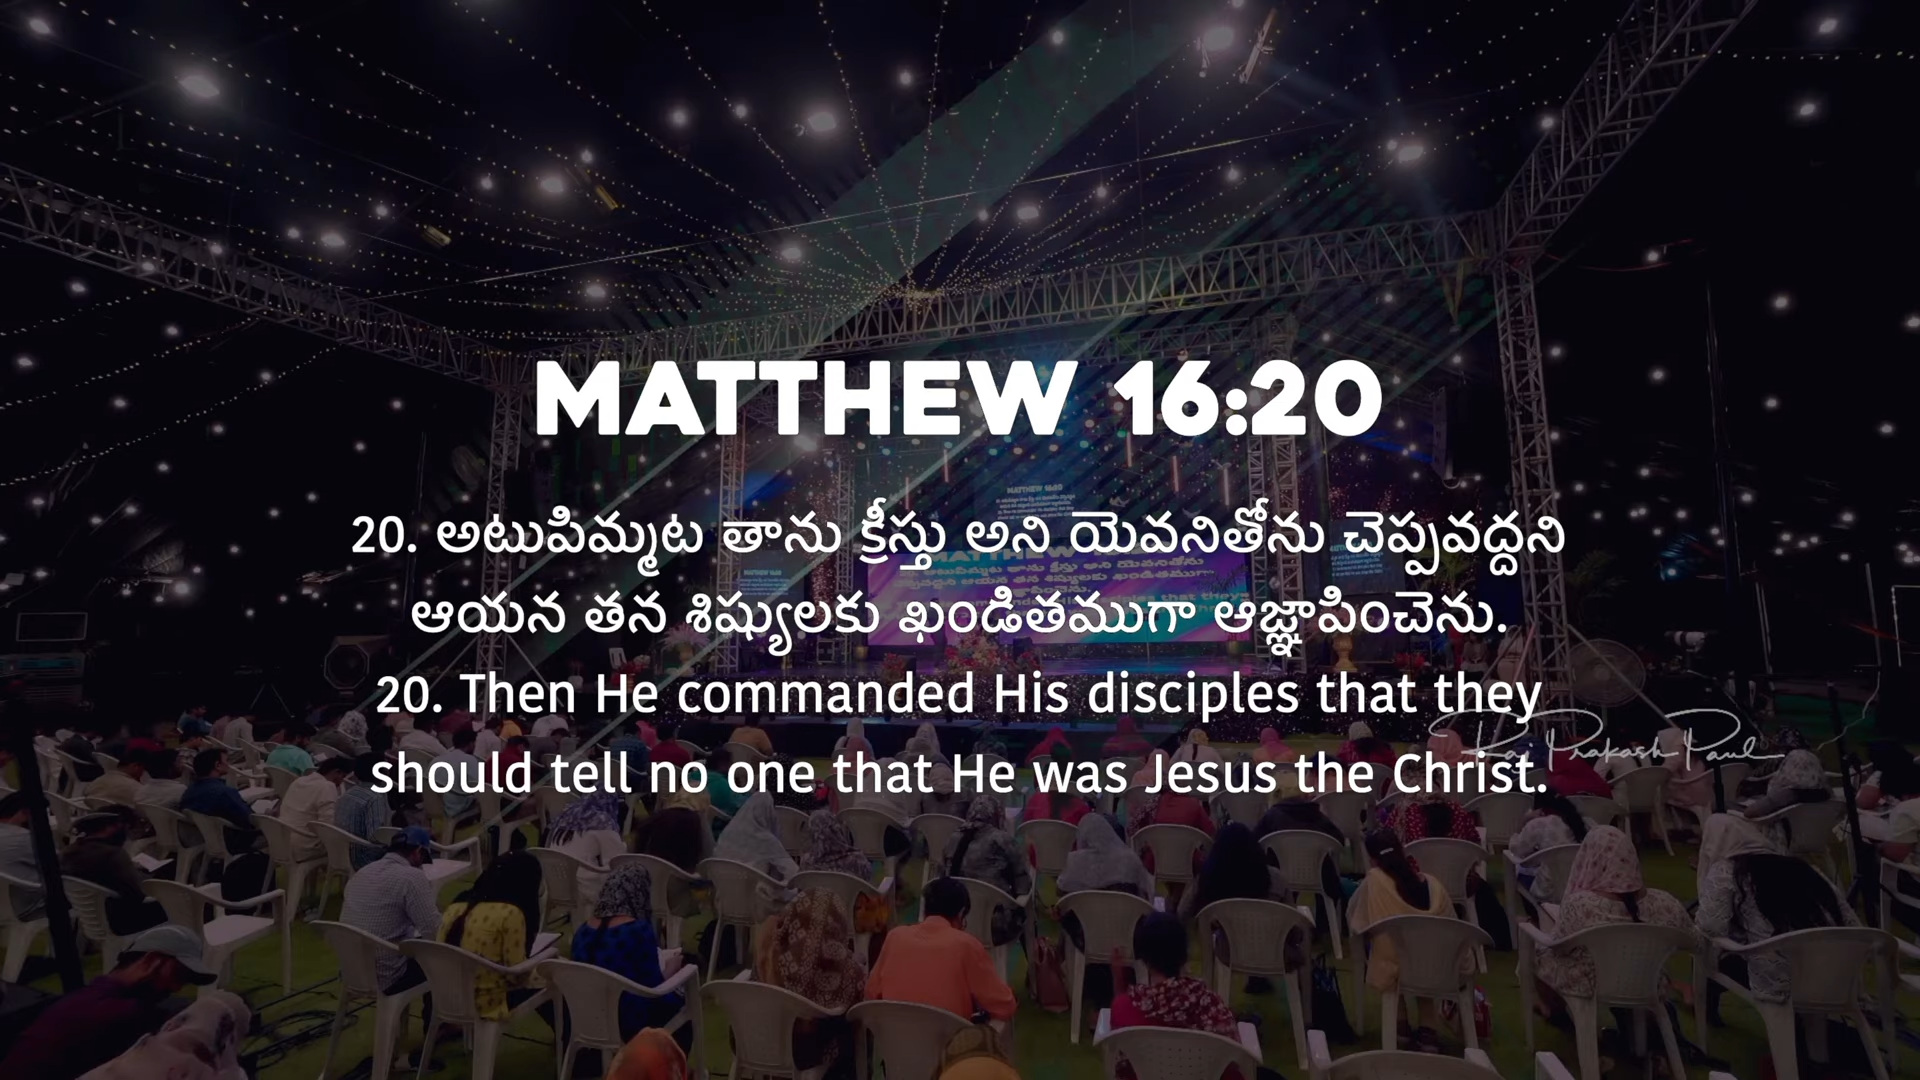 MATTHEW 16:20
20. అటుపిమ్మట తాను క్రీస్తు అని యెవనితోను చెప్పవద్దని
ఆయన తన శిష్యులకు ఖండితముగా ఆజ్ఞాపించెను.
20. Then He commanded His disciples that they
should tell no one that He was Jesus the Christ.
Raj Prakash Paul